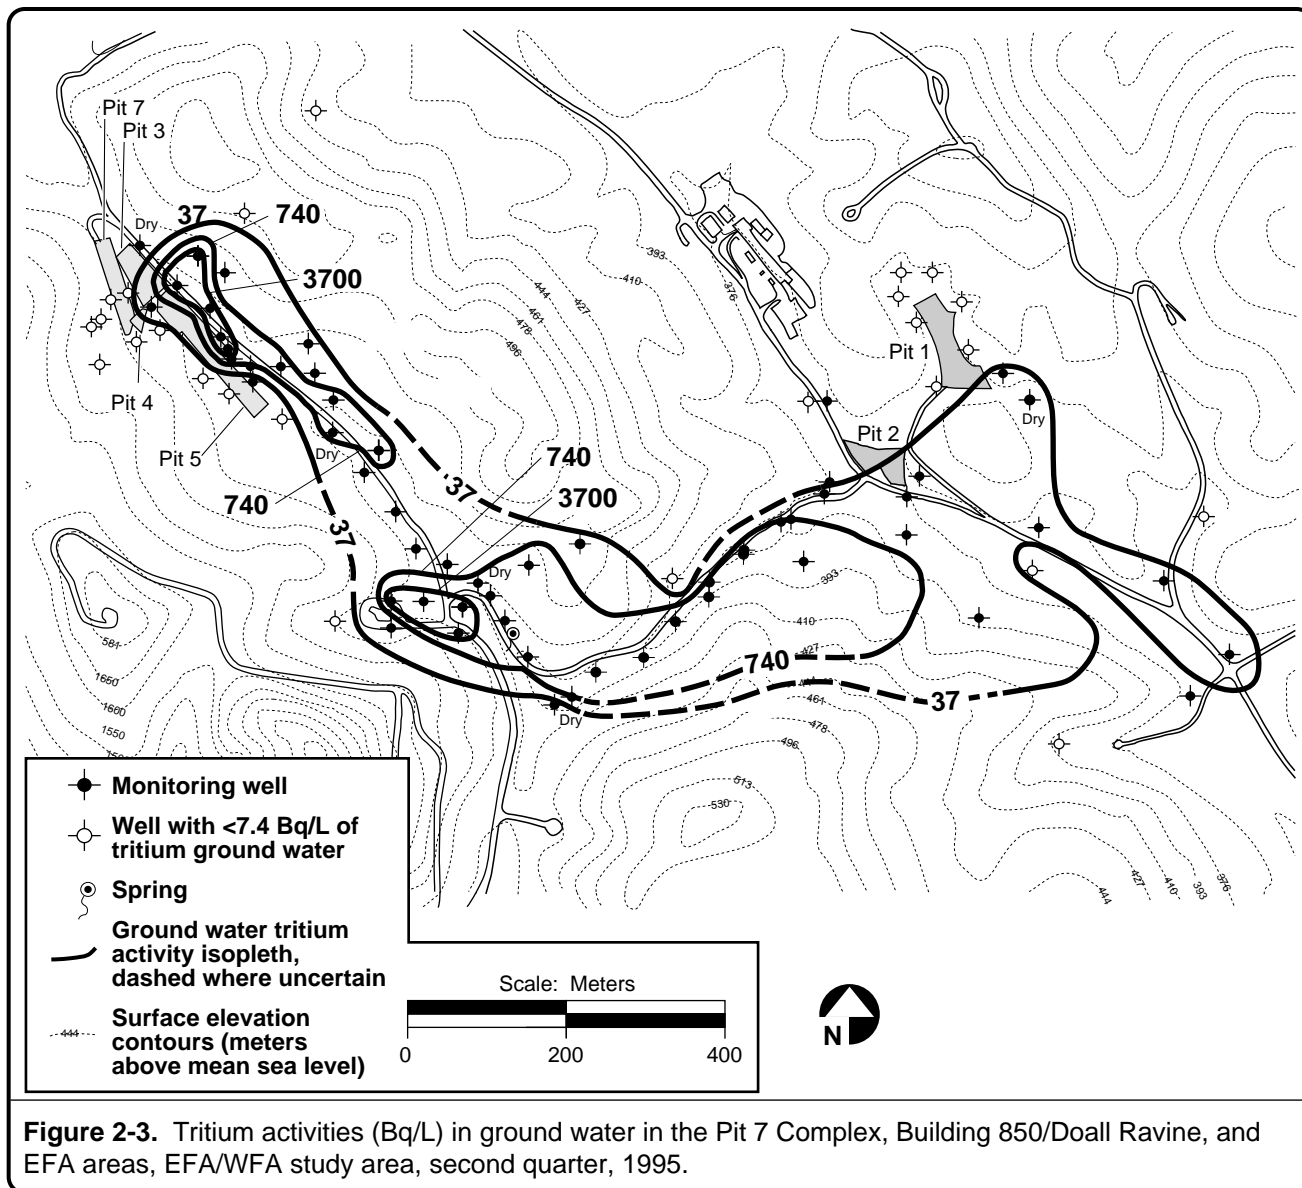 Pit 7
Pit 3
Dry
37
740
3700
Pit 4
Pit 5
Dry
740
37
37
740
3700
Dry
Dry
740
37
Pit 1
Pit 2
Dry
393
410
444
427
461
478
496
376
393
410
427
444
461
478
496
513
530
581
1650
1600
1550
444
427
410
393
376
Monitoring well
Well with <7.4 Bq/L of
tritium ground water
Spring
Ground water tritium
activity isopleth,
dashed where uncertain
444
Surface elevation
contours (meters
above mean sea level)
Scale: Meters
0
200
400
N
Figure 2-3. Tritium activities (Bq/L) in ground water in the Pit 7 Complex, Building 850/Doall Ravine, and
EFA areas, EFA/WFA study area, second quarter, 1995.